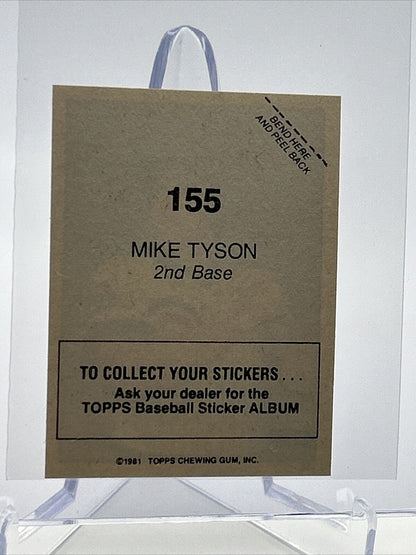 BEND HERE
AND PEEL BACK
155
MIKE TYSON
2nd Base
TO COLLECT YOUR STICKERS...
Ask your dealer for the
TOPPS Baseball Sticker ALBUM
©1981 TOPPS CHEWING GUM, INC.